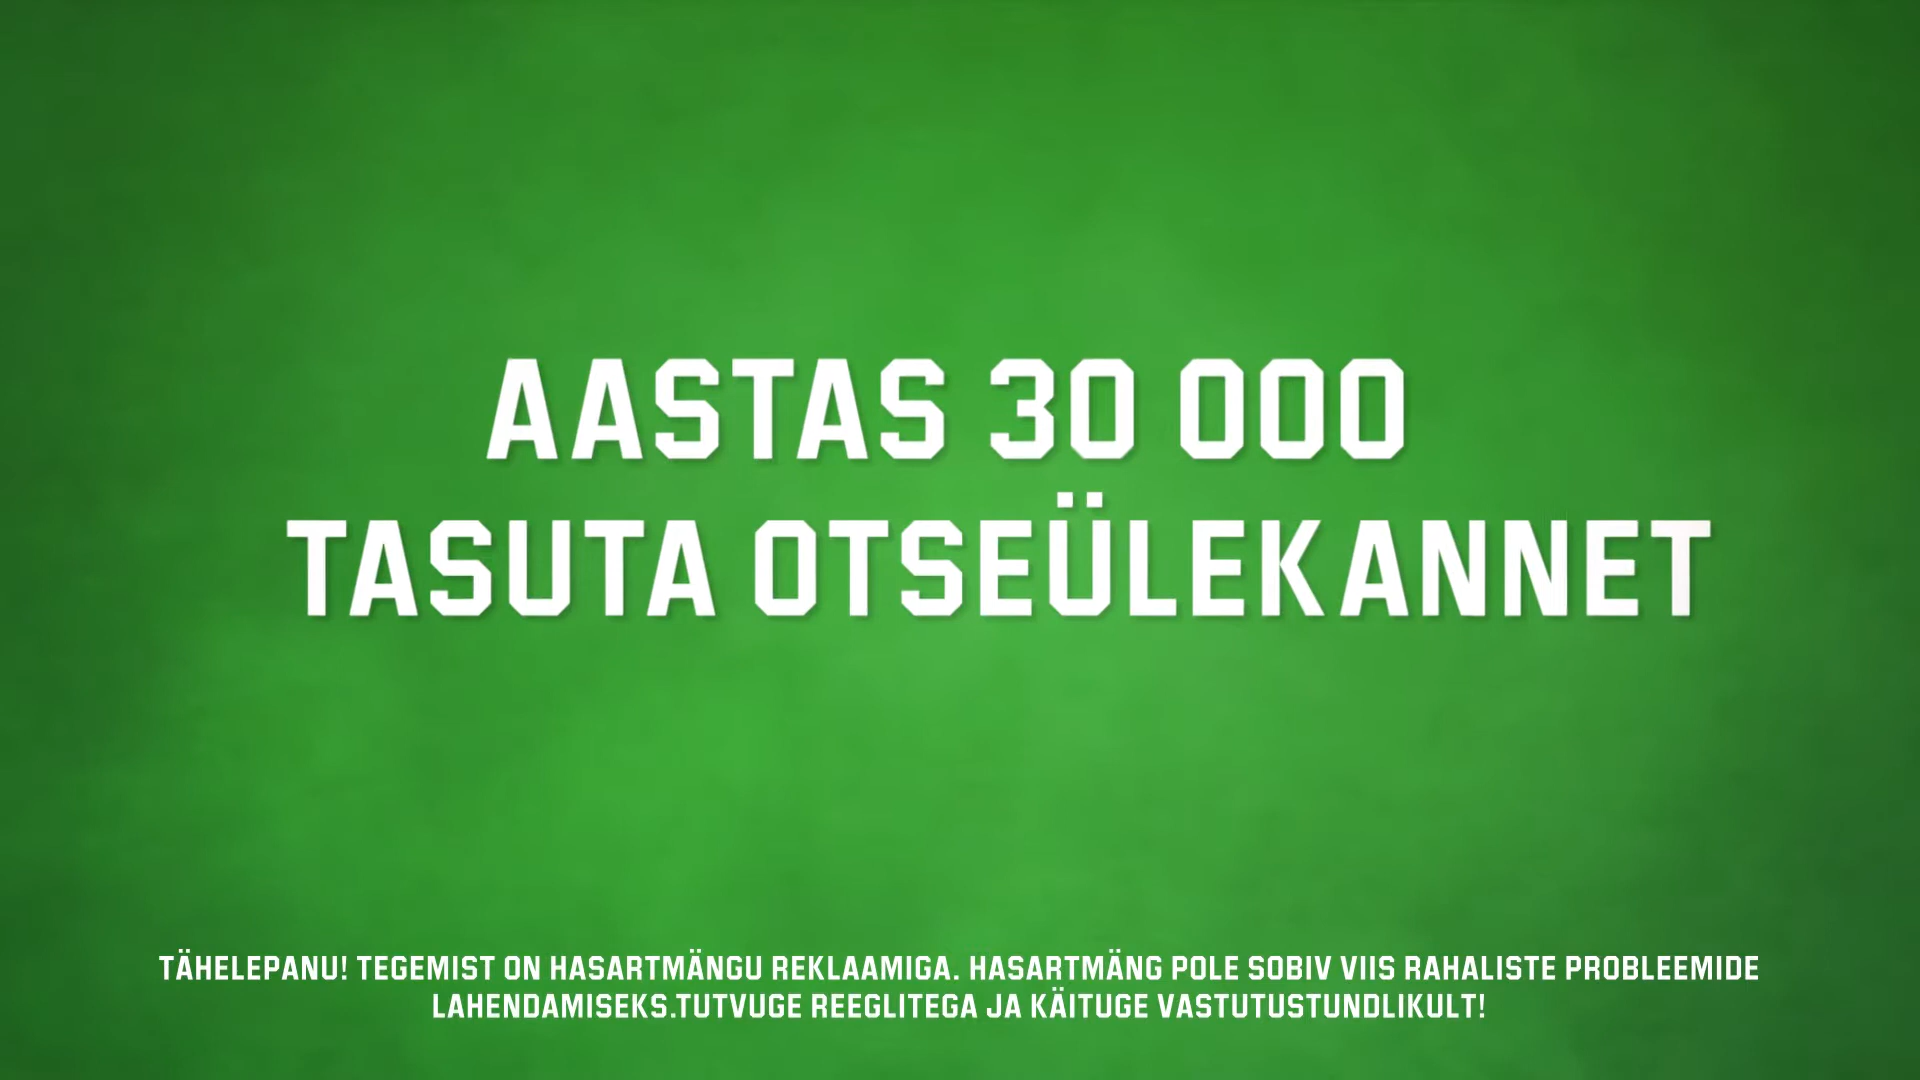 AASTAS 30 000
TASUTA OTSEÜLEKANNET
TÄHELEPANU! TEGEMIST ON HASARTMÄNGU REKLAAMIGA. HASARTMÄNG POLE SOBIV VIIS RAHALISTE PROBLEEMIDE
LAHENDAMISEKS.TUTVUGE REEGLITEGA JA KÄITUGE VASTUTUSTUNDLIKULT!